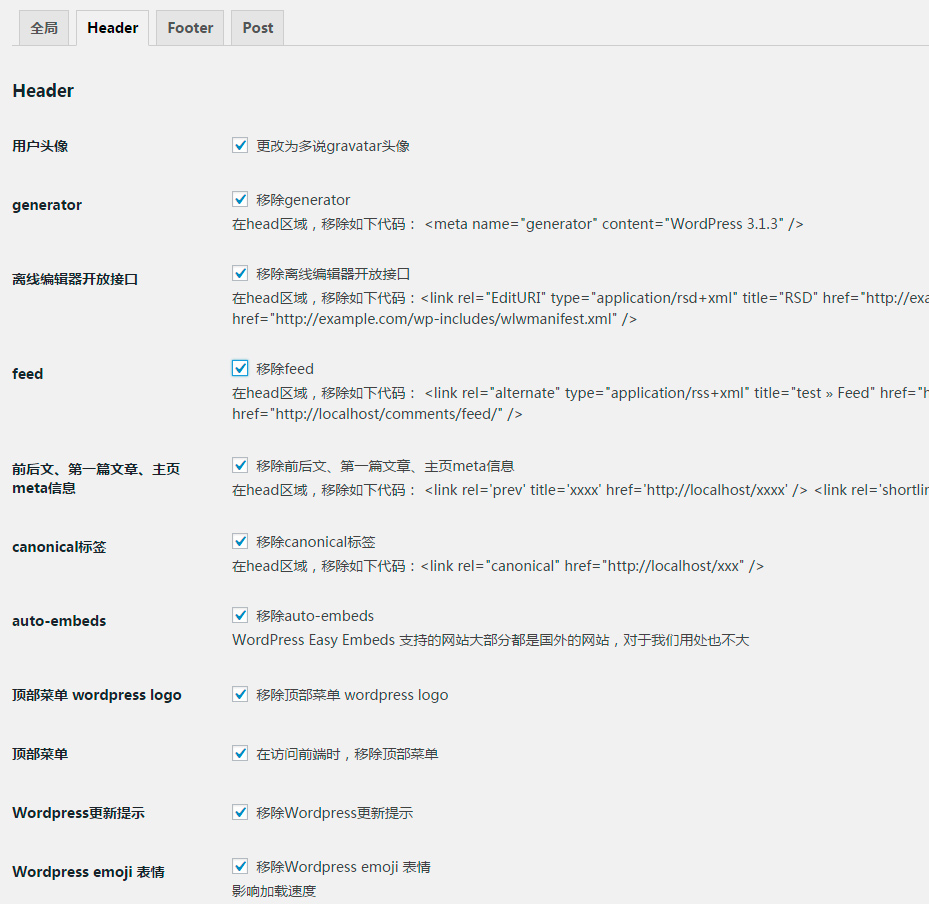 全局 Header Footer Post
Header
用户头像 更改为多说gravatar头像
generator 移除generator
在head区域，移除如下代码： <meta name="generator" content="WordPress 3.1.3" />
离线编辑器开放接口 移除离线编辑器开放接口
在head区域，移除如下代码：<link rel="EditURI" type="application/rsd+xml" title="RSD" href="http://exa
href="http://example.com/wp-includes/wlwmanifest.xml" />
feed 移除feed
在head区域，移除如下代码： <link rel="alternate" type="application/rss+xml" title="test » Feed" href="h
href="http://localhost/comments/feed/" />
前后文、第一篇文章、主页 移除前后文、第一篇文章、主页meta信息
meta信息 在head区域，移除如下代码： <link rel='prev' title='xxxx' href='http://localhost/xxxx' /> <link rel='shortlin
canonical标签 移除canonical标签
在head区域，移除如下代码：<link rel="canonical" href="http://localhost/xxx" />
auto-embeds 移除auto-embeds
WordPress Easy Embeds 支持的网站大部分都是国外的网站，对于我们用处也不大
顶部菜单 wordpress logo 移除顶部菜单 wordpress logo
顶部菜单 在访问前端时，移除顶部菜单
Wordpress更新提示 移除Wordpress更新提示
Wordpress emoji 表情 移除Wordpress emoji 表情
影响加载速度